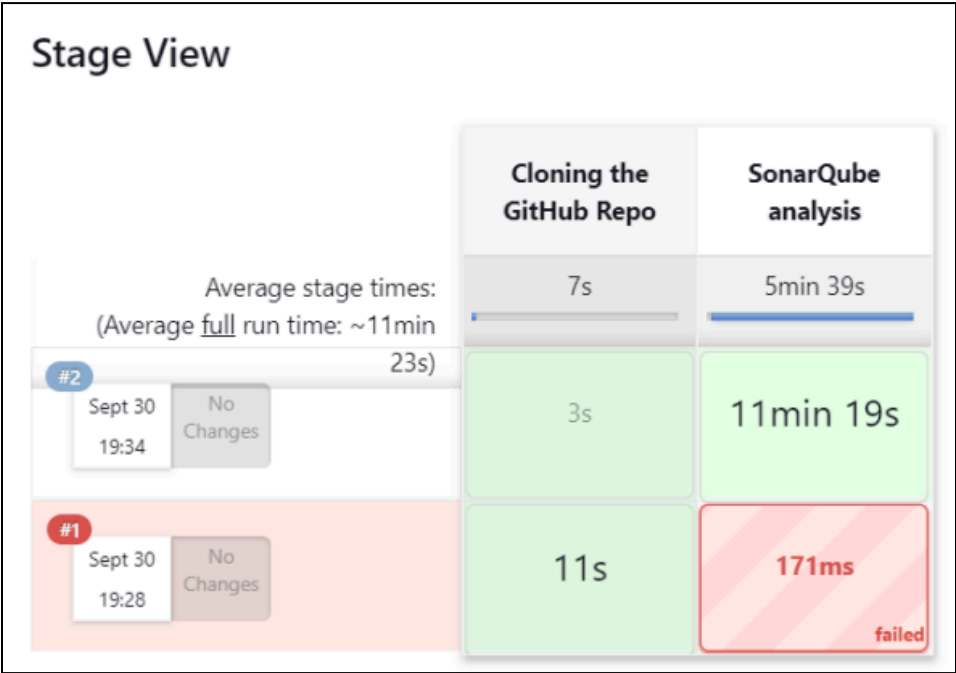 Stage View
Cloning the
GitHub Repo
SonarQube
analysis
Average stage times:
(Average full run time: ~11min
23s)
7s
5min 39s
#2
Sept 30
19:34
No
Changes
3s
11min 19s
#1
Sept 30
19:28
No
Changes
11s
171ms
failed